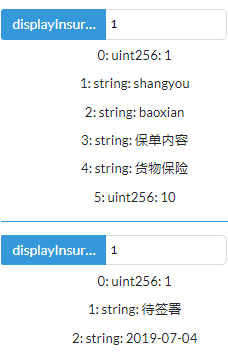 displayInsur... 1
0: uint256: 1
1: string: shangyou
2: string: baoxian
3: string: 保单内容
4: string: 货物保险
5: uint256: 10
displayInsur... 1
0: uint256: 1
1: string: 待签署
2: string: 2019-07-04